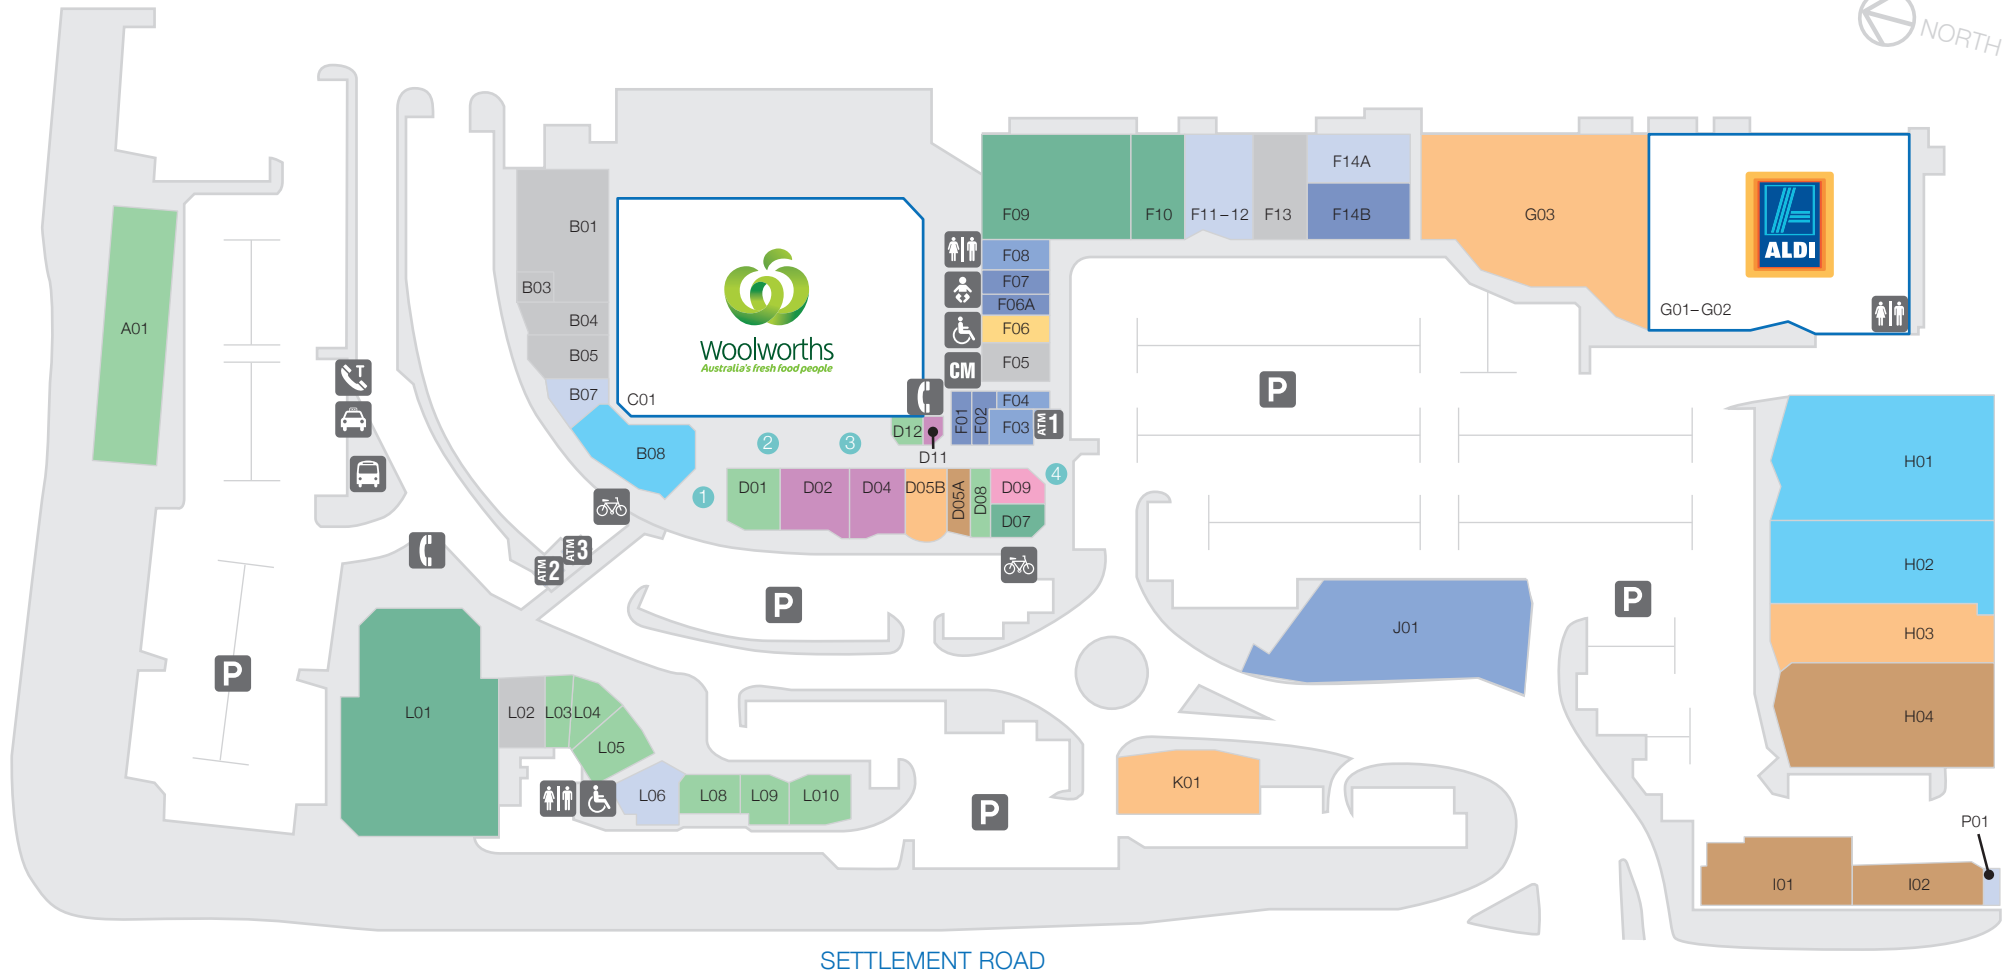 NORTH
F14A
F09
F10
F11–12
F13
F14B
G03
ALDI
G01–G02
B01
B03
B04
B05
B07
B08
Woolworths
Australia's fresh food people
C01
F08
F07
F06A
F06
F05
CM
F04
F01
F02
F03
ATM 1
D12
D11
A01
T
P
2
3
1
4
D01
D02
D04
D05B
D05A
D08
D09
D07
H01
H02
H03
H04
ATM 3
ATM 2
P
P
J01
P
L01
L02
L03
L04
L05
L06
L08
L09
L010
P
K01
P01
I01
I02
SETTLEMENT ROAD